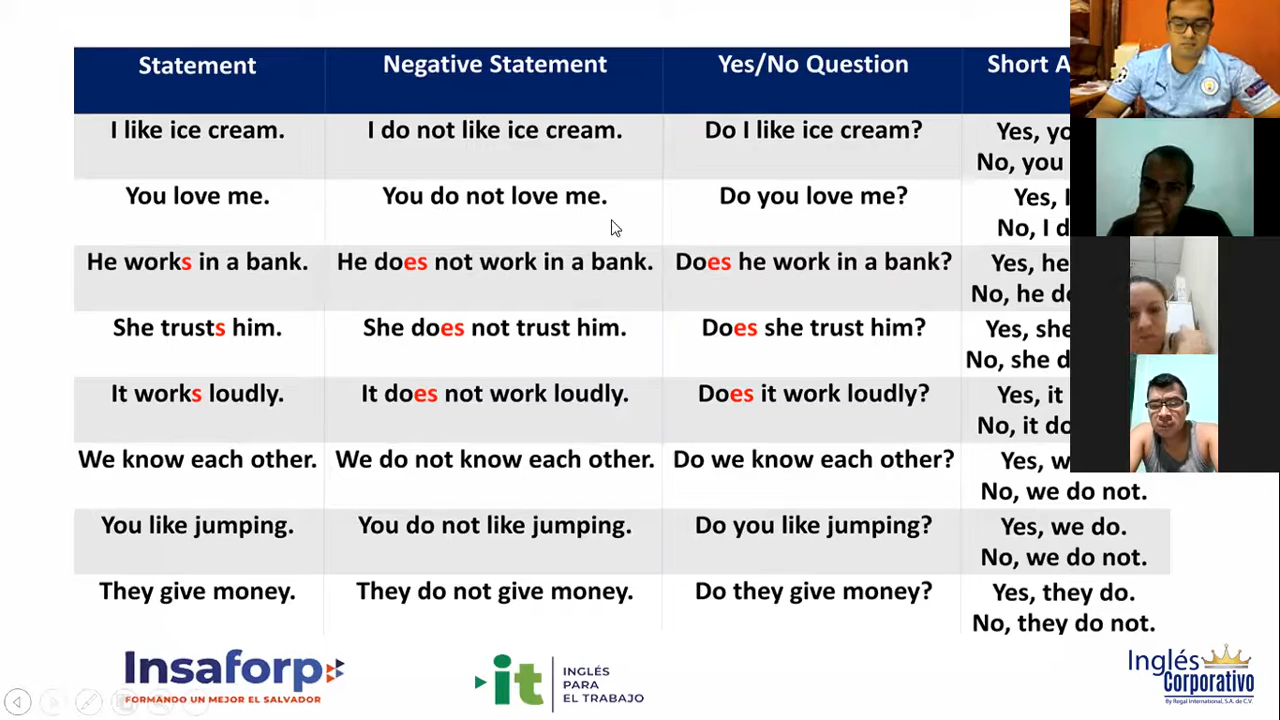 Statement Negative Statement Yes/No Question Short
I like ice cream. I do not like ice cream. Do I like ice cream? Yes,
No, you
You love me. You do not love me. Do you love me? Yes, I
No, I
He works in a bank. He does not work in a bank. Does he work in a bank? Yes, he
No, he
She trusts him. She does not trust him. Does she trust him? Yes, she
No, she
It works loudly. It does not work loudly. Does it work loudly? Yes, it
No, it
We know each other. We do not know each other. Do we know each other? Yes,
No, we do not.
You like jumping. You do not like jumping. Do you like jumping? Yes, we do.
No, we do not.
They give money. They do not give money. Do they give money? Yes, they do.
No, they do not.
Insaforp
FORMANDO UN MEJOR EL SALVADOR
it
INGLÉS
PARA
EL TRABAJO
Inglés
Corporativo
By Regal International, S.A. de C.V.